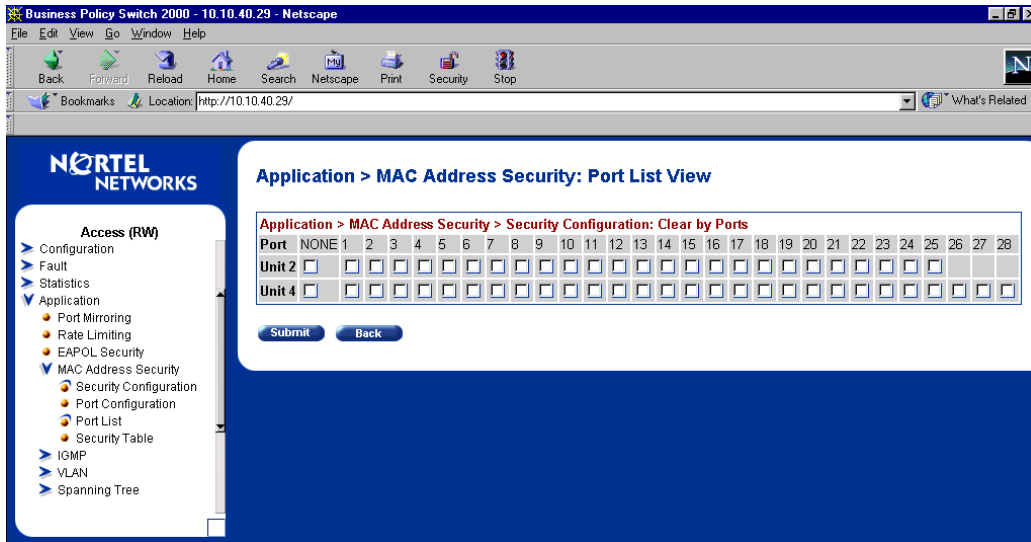 Business Policy Switch 2000 - 10.10.40.29 - Netscape
File Edit View Go Window Help
Back Forward Reload Home Search Netscape Print Security Stop
My
N
Bookmarks Location: http://10.10.40.29/ What's Related
NORTEL
NETWORKS
Access (RW)
Configuration
Fault
Statistics
Application
Port Mirroring
Rate Limiting
EAPOL Security
MAC Address Security
Security Configuration
Port Configuration
Port List
Security Table
IGMP
VLAN
Spanning Tree
Application > MAC Address Security: Port List View
Application > MAC Address Security > Security Configuration: Clear by Ports
Port NONE 1 2 3 4 5 6 7 8 9 10 11 12 13 14 15 16 17 18 19 20 21 22 23 24 25 26 27 28
Unit 2
Unit 4
Submit Back